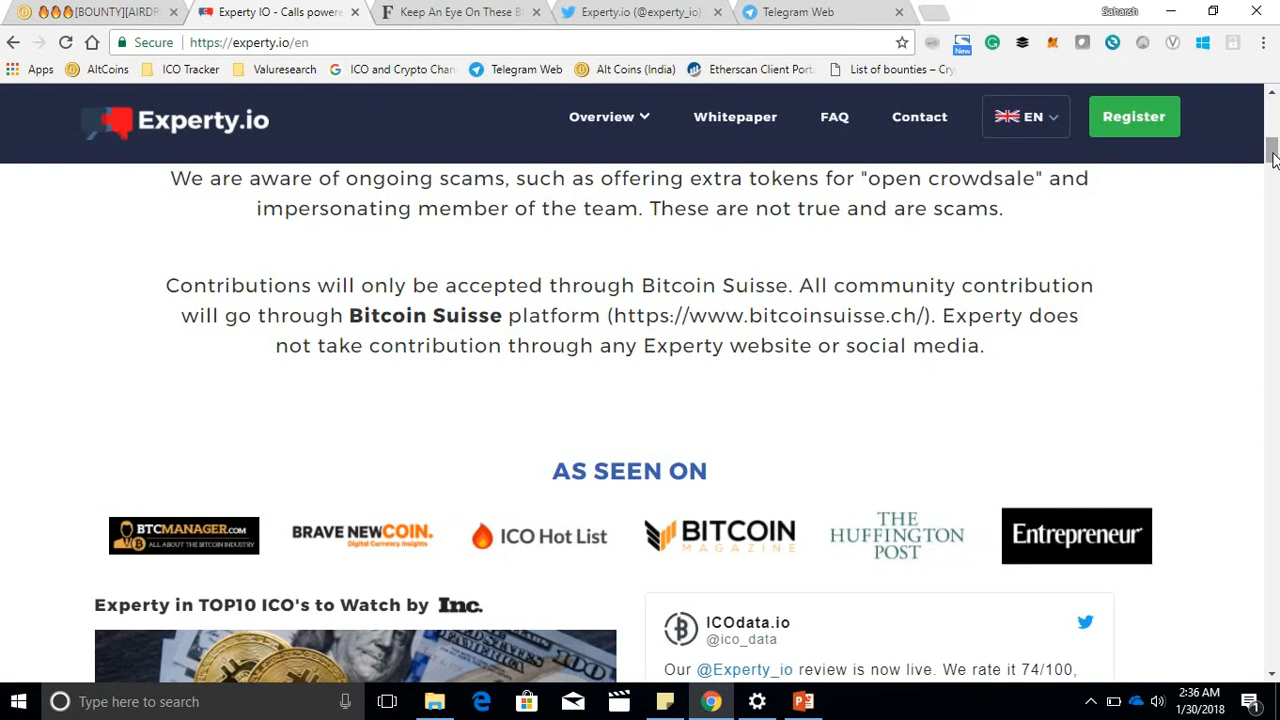 🔥🔥🔥[BOUNTY][AIRDR
Experty IO - Calls powere
Keep An Eye On These B
Experty.io (@experty_io)
Telegram Web
Saharsh
Secure
https://experty.io/en
New
Apps
AltCoins
ICO Tracker
Valuresearch
ICO and Crypto Chan
Telegram Web
Alt Coins (India)
Etherscan Client Port
List of bounties – Cry
Experty.io
Overview
Whitepaper
FAQ
Contact
EN
Register
We are aware of ongoing scams, such as offering extra tokens for "open crowdsale" and
impersonating member of the team. These are not true and are scams.
Contributions will only be accepted through Bitcoin Suisse. All community contribution
will go through Bitcoin Suisse platform (https://www.bitcoinsuisse.ch/). Experty does
not take contribution through any Experty website or social media.
AS SEEN ON
BTCMANAGER.COM
ALL ABOUT THE BITCOIN INDUSTRY
BRAVE NEWCOIN.
Digital Currency Insights
ICO Hot List
BITCOIN
MAGAZINE
THE
HUFFINGTON
POST
Entrepreneur
Experty in TOP10 ICO's to Watch by Inc.
ICOdata.io
@ico_data
Our @Experty_io review is now live. We rate it 74/100,
Type here to search
2:36 AM
1/30/2018